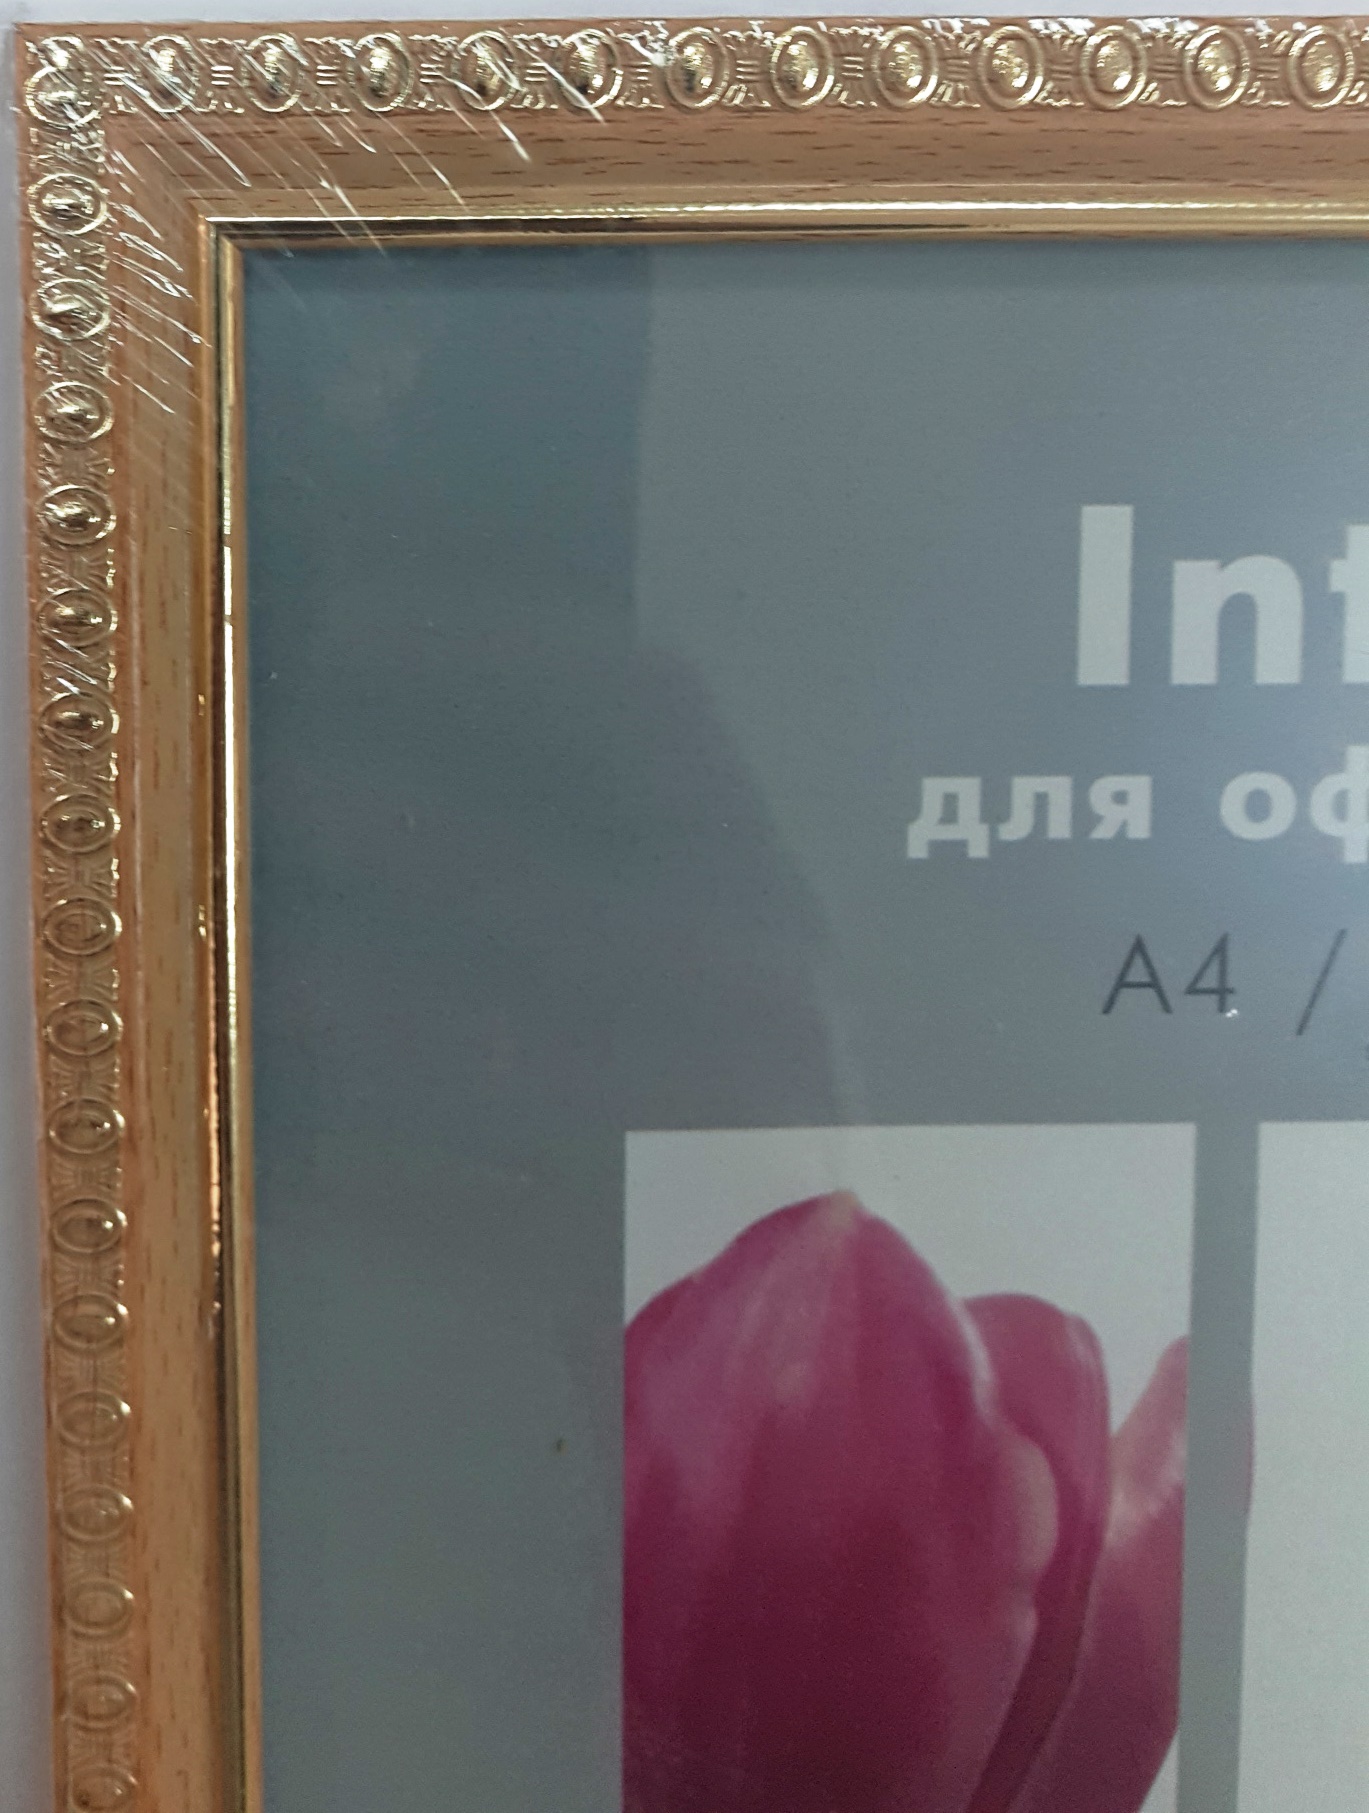 Int
для оф
A4 /